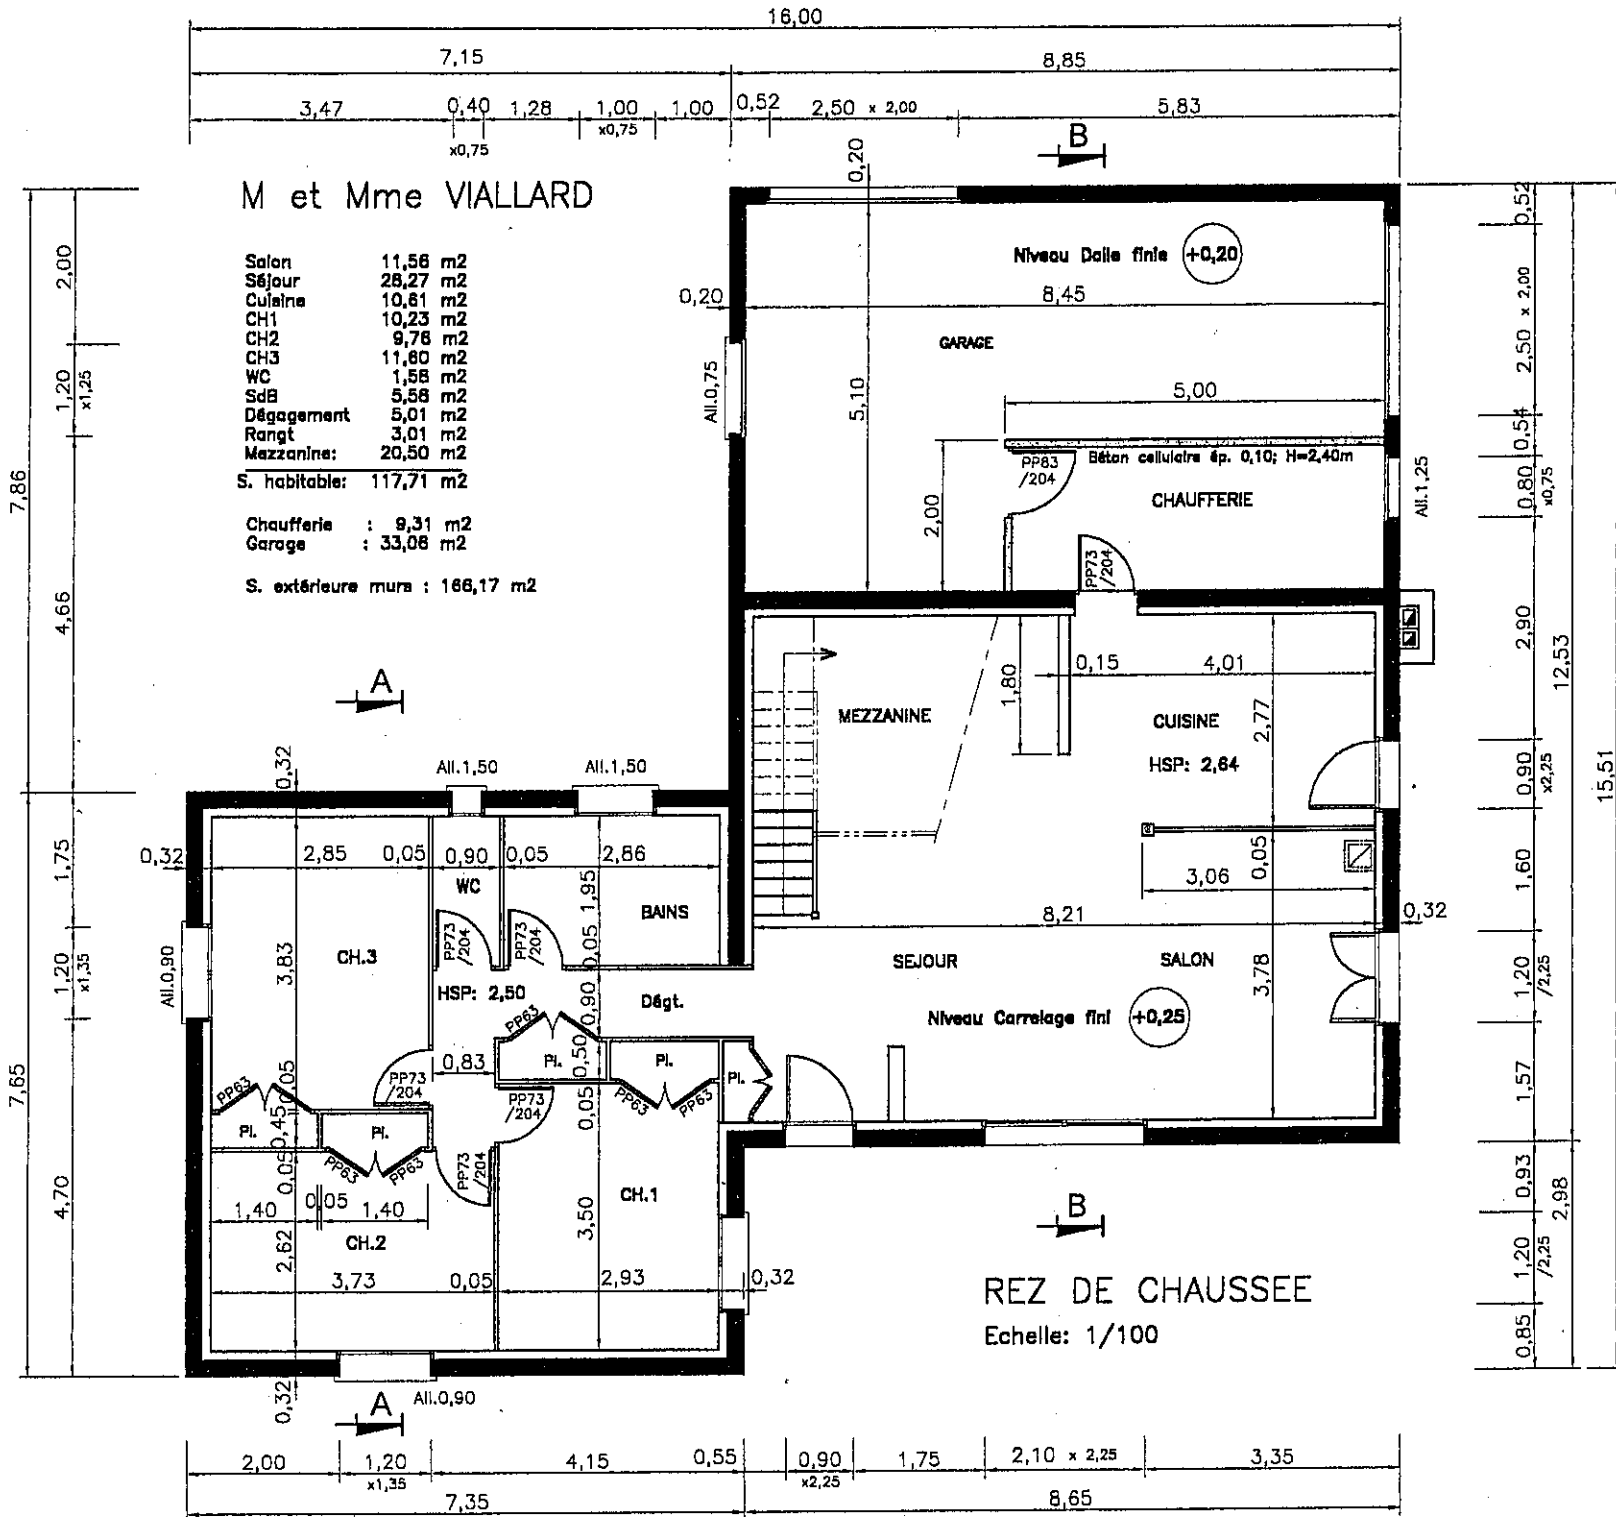 16,00
7,15 8,85
3,47 0,40 1,28 1,00 1,00 0,52 2,50 x 2,00 5,83
x0,75 x0,75
B
0,20
M et Mme VIALLARD
Salon 11,56 m2
Séjour 28,27 m2
Cuisine 10,61 m2
CH1 10,23 m2
CH2 9,76 m2
CH3 11,60 m2
WC 1,58 m2
SdB 5,58 m2
Dégagement 5,01 m2
Rangt 3,01 m2
Mezzanine: 20,50 m2
S. habitable: 117,71 m2
Chaufferie : 9,31 m2
Garage : 33,06 m2
S. extérieure murs : 166,17 m2
7,86
2,00
1,20
x1,25
4,66
7,65
1,75
1,20
x1,35
4,70
Niveau Dalle finie +0,20
0,20 8,45
GARAGE
All.0,75
5,10
5,00
Béton cellulaire ép. 0,10; H=2,40m
PP83
/204
CHAUFFERIE
2,00
PP73
/204
All.1,25
0,52
2,50 x 2,00
0,54
0,80
x0,75
2,90
0,90
x2,25
1,60
1,20
/2,25
1,57
0,93
1,20
/2,25
0,85
12,53
2,98
15,51
A
1,80
0,15 4,01
MEZZANINE
CUISINE
HSP: 2,64
2,77
0,05
3,06
8,21 0,32
SEJOUR SALON
3,78
Niveau Carrelage fini +0,25
0,32
All.1,50 All.1,50
0,32 2,85 0,05 0,90 0,05 2,86
WC
1,95
BAINS
PP73
/204
PP73
/204
CH.3
3,83
All.0,90
0,05
HSP: 2,50
0,90
Dégt.
PP63
Pl.
0,50
Pl.
Pl.
0,83
PP73
/204
PP73
/204
0,05
PP63 PP63
PP63
0,05
Pl.
0,45
Pl.
0,05
PP63 PP63
PP73
/204
CH.1
3,50
1,40 0,05 1,40
CH.2
2,62
3,73 0,05 2,93 0,32
B
REZ DE CHAUSSEE
Echelle: 1/100
0,32
A
All.0,90
2,00 1,20 4,15 0,55 0,90 1,75 2,10 x 2,25 3,35
x1,35 x2,25
7,35 8,65